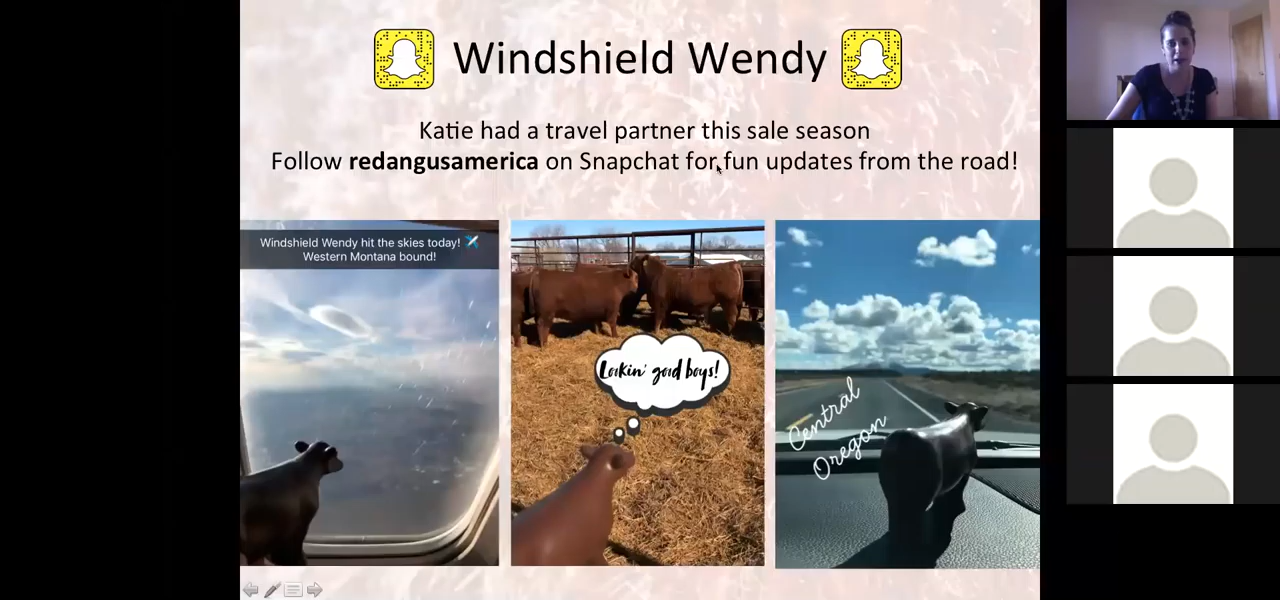 Windshield Wendy
Katie had a travel partner this sale season
Follow redangusamerica on Snapchat for fun updates from the road!
Windshield Wendy hit the skies today! ✈️
Western Montana bound!
Lookin' good boys!
Central
Oregon